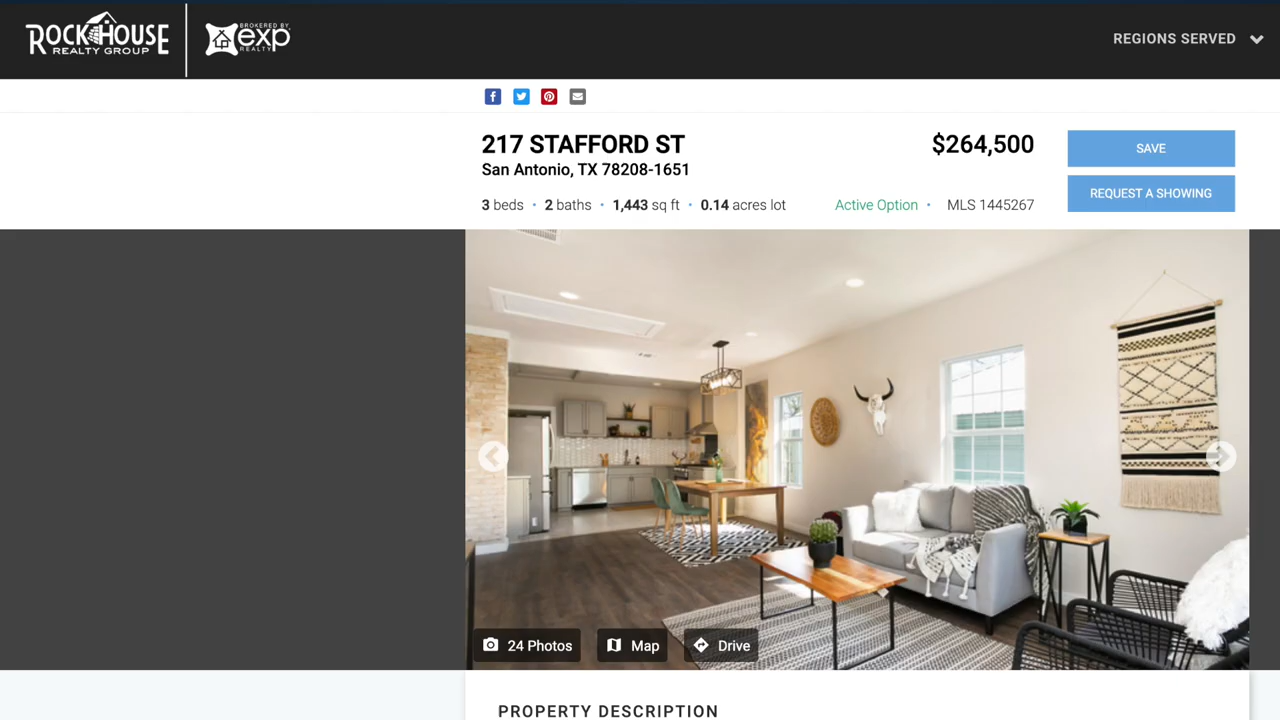 ROCK HOUSE
REALTY GROUP
BROKERED BY
exp
REALTY
REGIONS SERVED
217 STAFFORD ST
San Antonio, TX 78208-1651
$264,500
SAVE
REQUEST A SHOWING
3 beds • 2 baths • 1,443 sq ft • 0.14 acres lot
Active Option • MLS 1445267
24 Photos
Map
Drive
PROPERTY DESCRIPTION